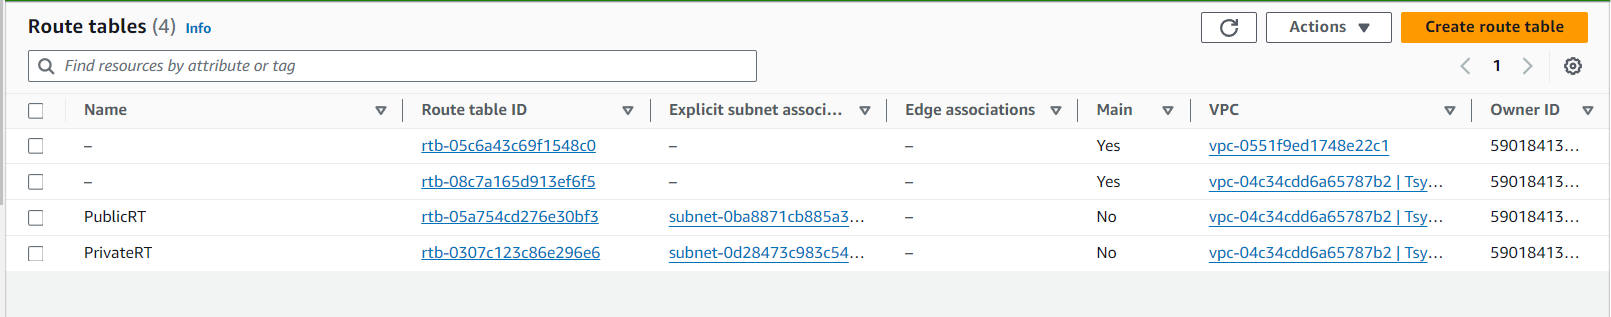 Route tables (4) Info
Actions
Create route table
Find resources by attribute or tag
1
Name Route table ID Explicit subnet associ... Edge associations Main VPC Owner ID
– rtb-05c6a43c69f1548c0 – – Yes vpc-0551f9ed1748e22c1 59018413...
– rtb-08c7a165d913ef6f5 – – Yes vpc-04c34cdd6a65787b2 | Tsy... 59018413...
PublicRT rtb-05a754cd276e30bf3 subnet-0ba8871cb885a3... – No vpc-04c34cdd6a65787b2 | Tsy... 59018413...
PrivateRT rtb-0307c123c86e296e6 subnet-0d28473c983c54... – No vpc-04c34cdd6a65787b2 | Tsy... 59018413...